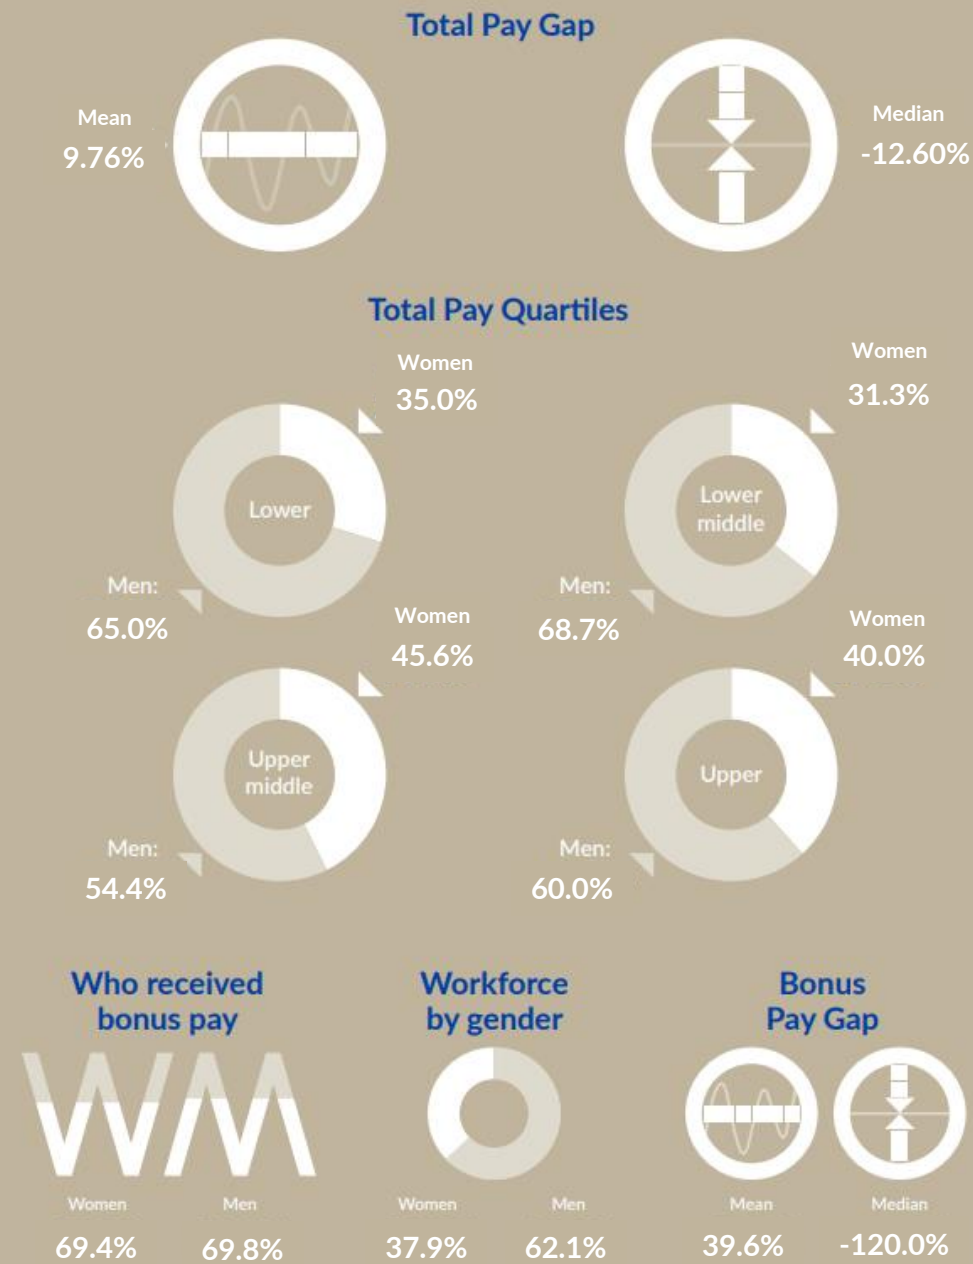 Total Pay Gap
Mean
9.76%
Median
-12.60%
Total Pay Quartiles
Women
35.0%
Lower
Men:
65.0%
Women
31.3%
Lower
middle
Men:
68.7%
Women
45.6%
Upper
middle
Men:
54.4%
Women
40.0%
Upper
Men:
60.0%
Who received
bonus pay
WM
Women
69.4%
Men
69.8%
Workforce
by gender
Women
37.9%
Men
62.1%
Bonus
Pay Gap
Mean
39.6%
Median
-120.0%